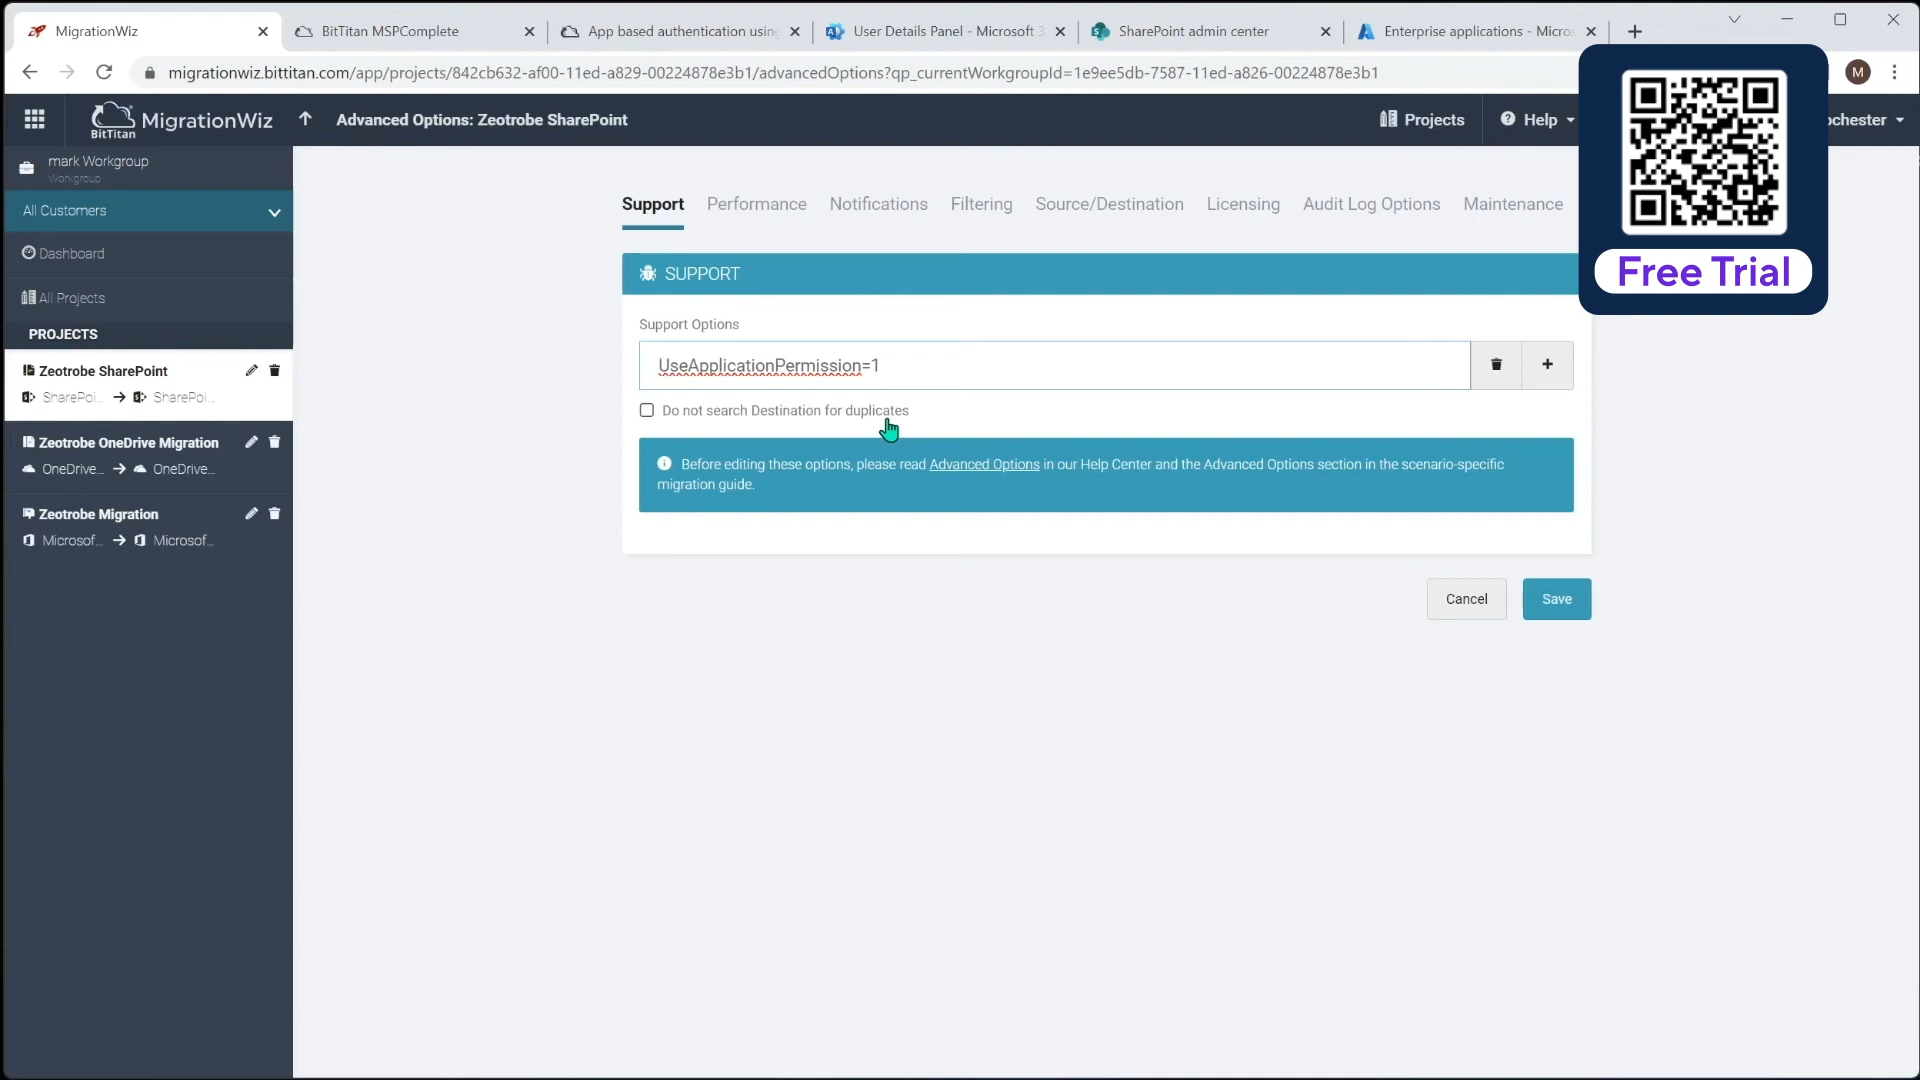 MigrationWiz
BitTitan MSPComplete
App based authentication usin
User Details Panel - Microsoft 3
SharePoint admin center
Enterprise applications - Micros
migrationwiz.bittitan.com/app/projects/842cb632-af00-11ed-a829-00224878e3b1/advancedOptions?qp_currentWorkgroupId=1e9ee5db-7587-11ed-a826-00224878e3b1
M
BitTitan MigrationWiz
Advanced Options: Zeotrobe SharePoint
Projects
Help
ochester
mark Workgroup
Workgroup
All Customers
Dashboard
All Projects
PROJECTS
Zeotrobe SharePoint
SharePoi... → SharePoi...
Zeotrobe OneDrive Migration
OneDrive... → OneDrive...
Zeotrobe Migration
Microsof... → Microsof...
Support
Performance
Notifications
Filtering
Source/Destination
Licensing
Audit Log Options
Maintenance
SUPPORT
Support Options
UseApplicationPermission=1
Do not search Destination for duplicates
Before editing these options, please read Advanced Options in our Help Center and the Advanced Options section in the scenario-specific
migration guide.
Cancel
Save
Free Trial